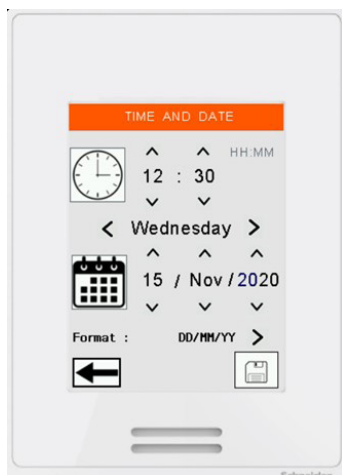 TIME AND DATE
HH:MM
12 : 30
Wednesday
15 / Nov / 2020
Format : DD/MM/YY